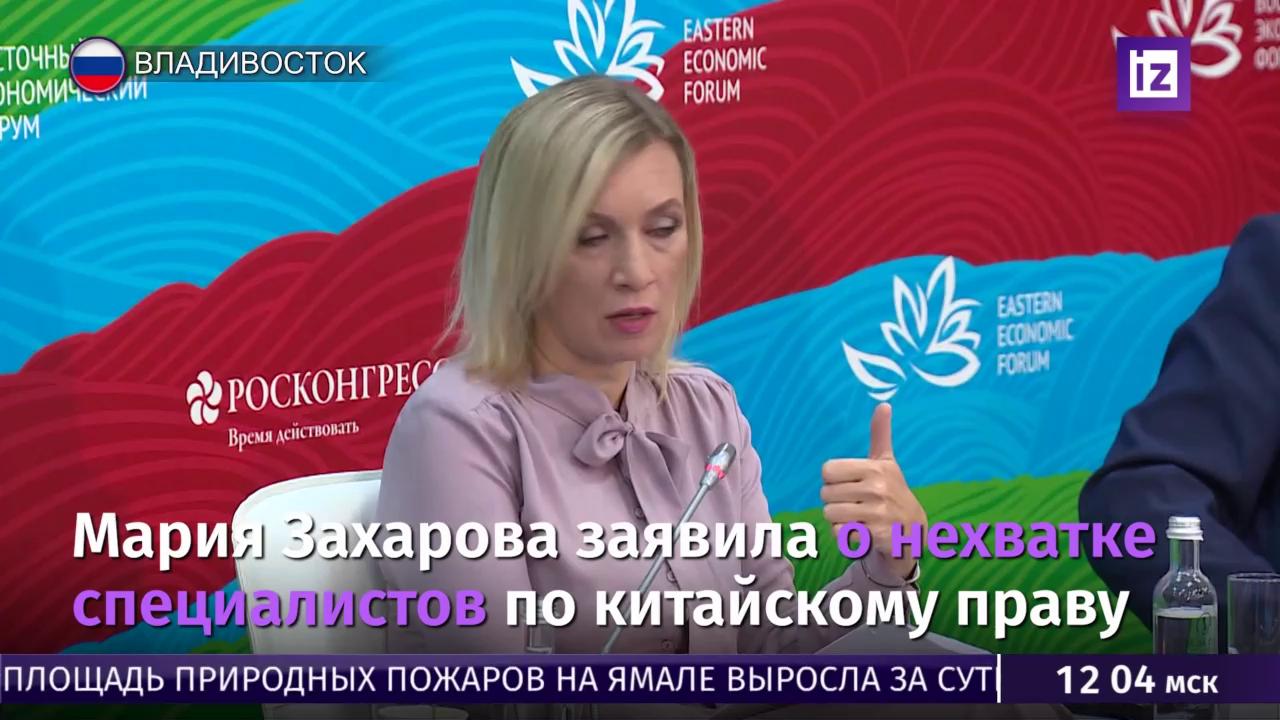 ВЛАДИВОСТОК
EASTERN
ECONOMIC
FORUM
iz
РУМ
EASTERN
ECONOMIC
FORUM
РОСКОНГРЕСС
Время действовать
Мария Захарова заявила о нехватке
специалистов по китайскому праву
ПЛОЩАДЬ ПРИРОДНЫХ ПОЖАРОВ НА ЯМАЛЕ ВЫРОСЛА ЗА СУТ
12 04 мск